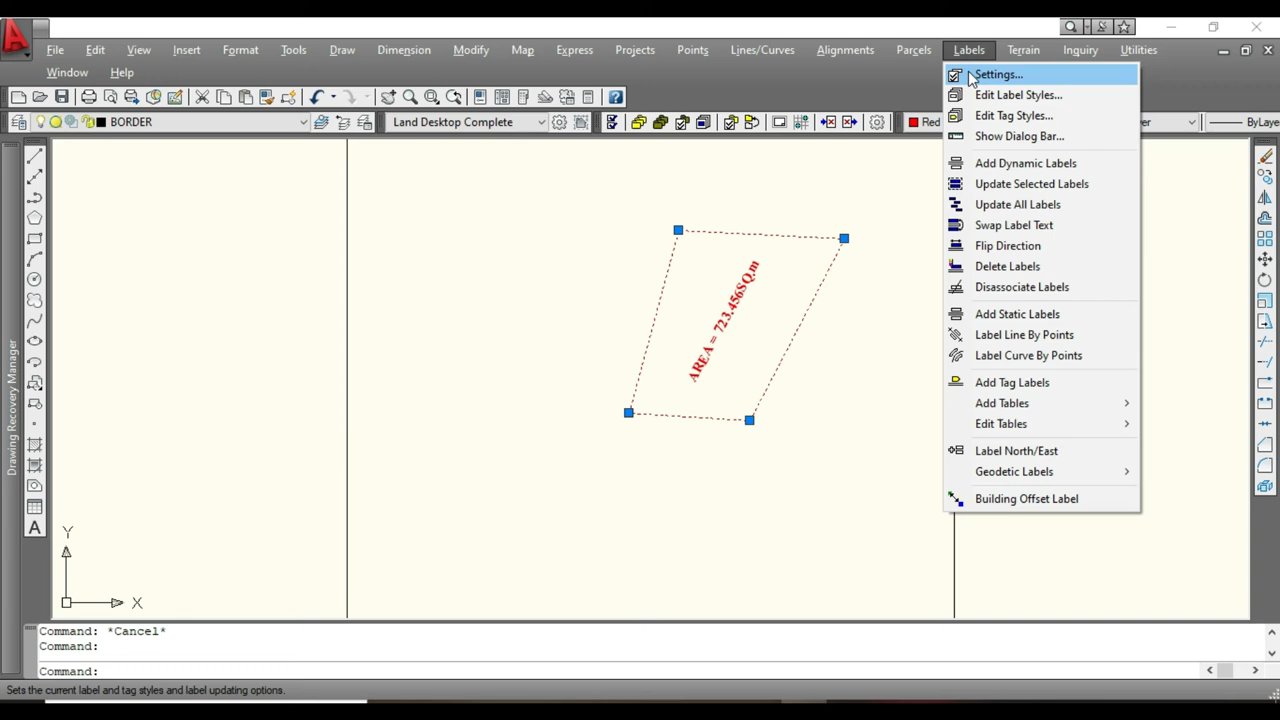 File Edit View Insert Format Tools Draw Dimension Modify Map Express Projects Points Lines/Curves Alignments Parcels Labels Terrain Inquiry Utilities
Window Help
BORDER
Land Desktop Complete
Red
ByLaye
Settings...
Edit Label Styles...
Edit Tag Styles...
Show Dialog Bar...
Add Dynamic Labels
Update Selected Labels
Update All Labels
Swap Label Text
Flip Direction
Delete Labels
Disassociate Labels
Add Static Labels
Label Line By Points
Label Curve By Points
Add Tag Labels
Add Tables
Edit Tables
Label North/East
Geodetic Labels
Building Offset Label
AREA = 723.456SQ.m
Drawing Recovery Manager
A
Y
X
Command: *Cancel*
Command:
Command:
Sets the current label and tag styles and label updating options.